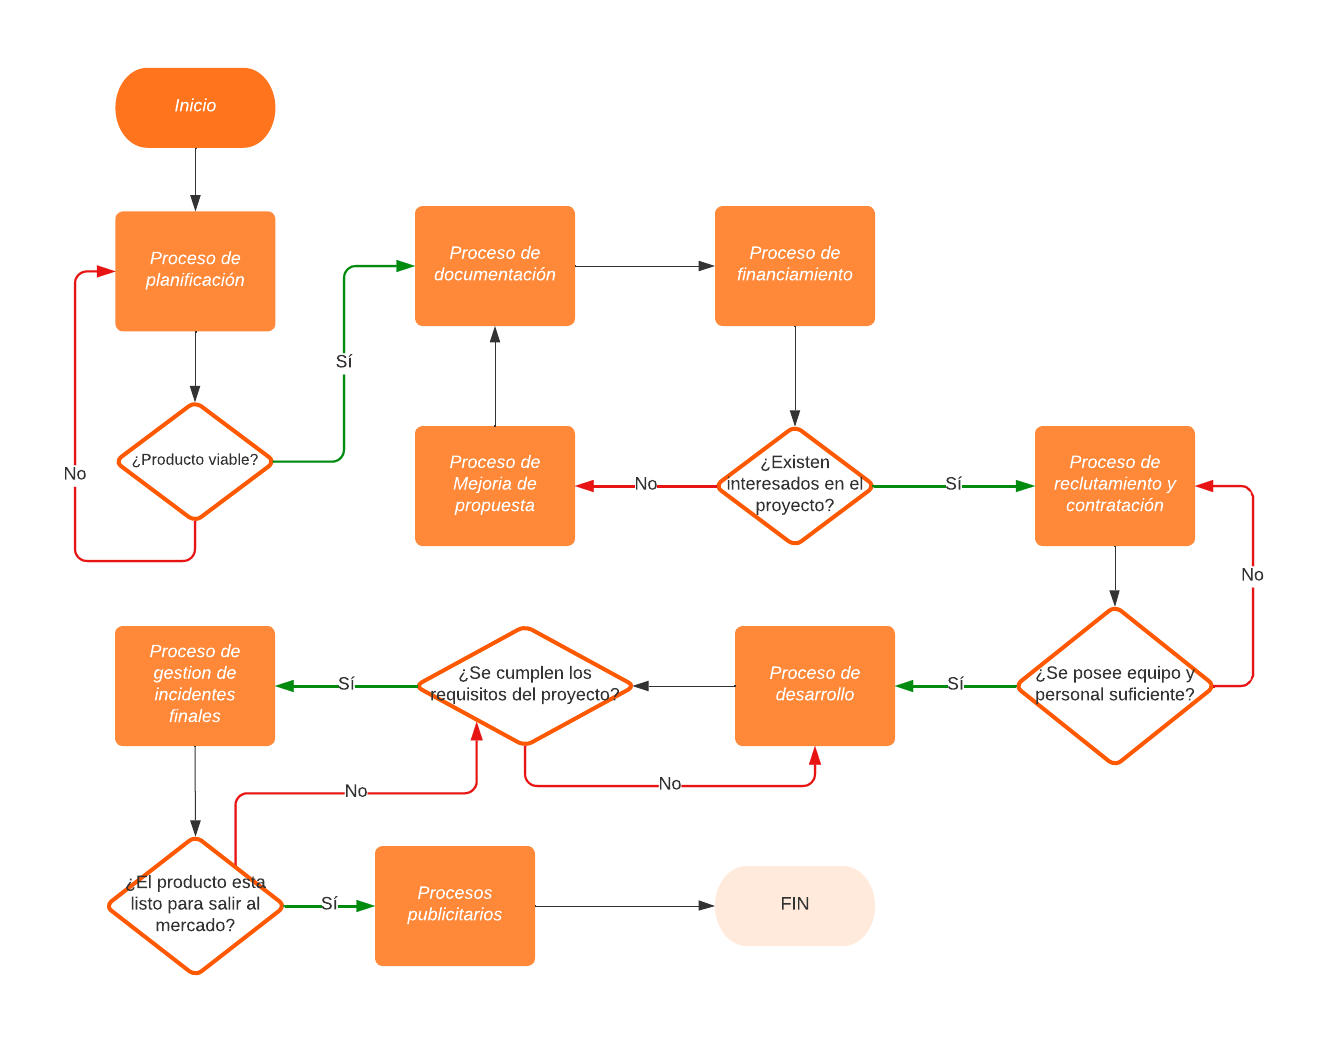 Inicio
Proceso de
planificación
Proceso de
documentación
Proceso de
financiamiento
Sí
¿Producto viable?
No
Proceso de
Mejoria de
propuesta
No
¿Existen
interesados en el
proyecto?
Sí
Proceso de
reclutamiento y
contratación
No
Proceso de
gestion de
incidentes
finales
Sí
¿Se cumplen los
requisitos del proyecto?
Proceso de
desarrollo
Sí
¿Se posee equipo y
personal suficiente?
No
No
¿El producto esta
listo para salir al
mercado?
Sí
Procesos
publicitarios
FIN